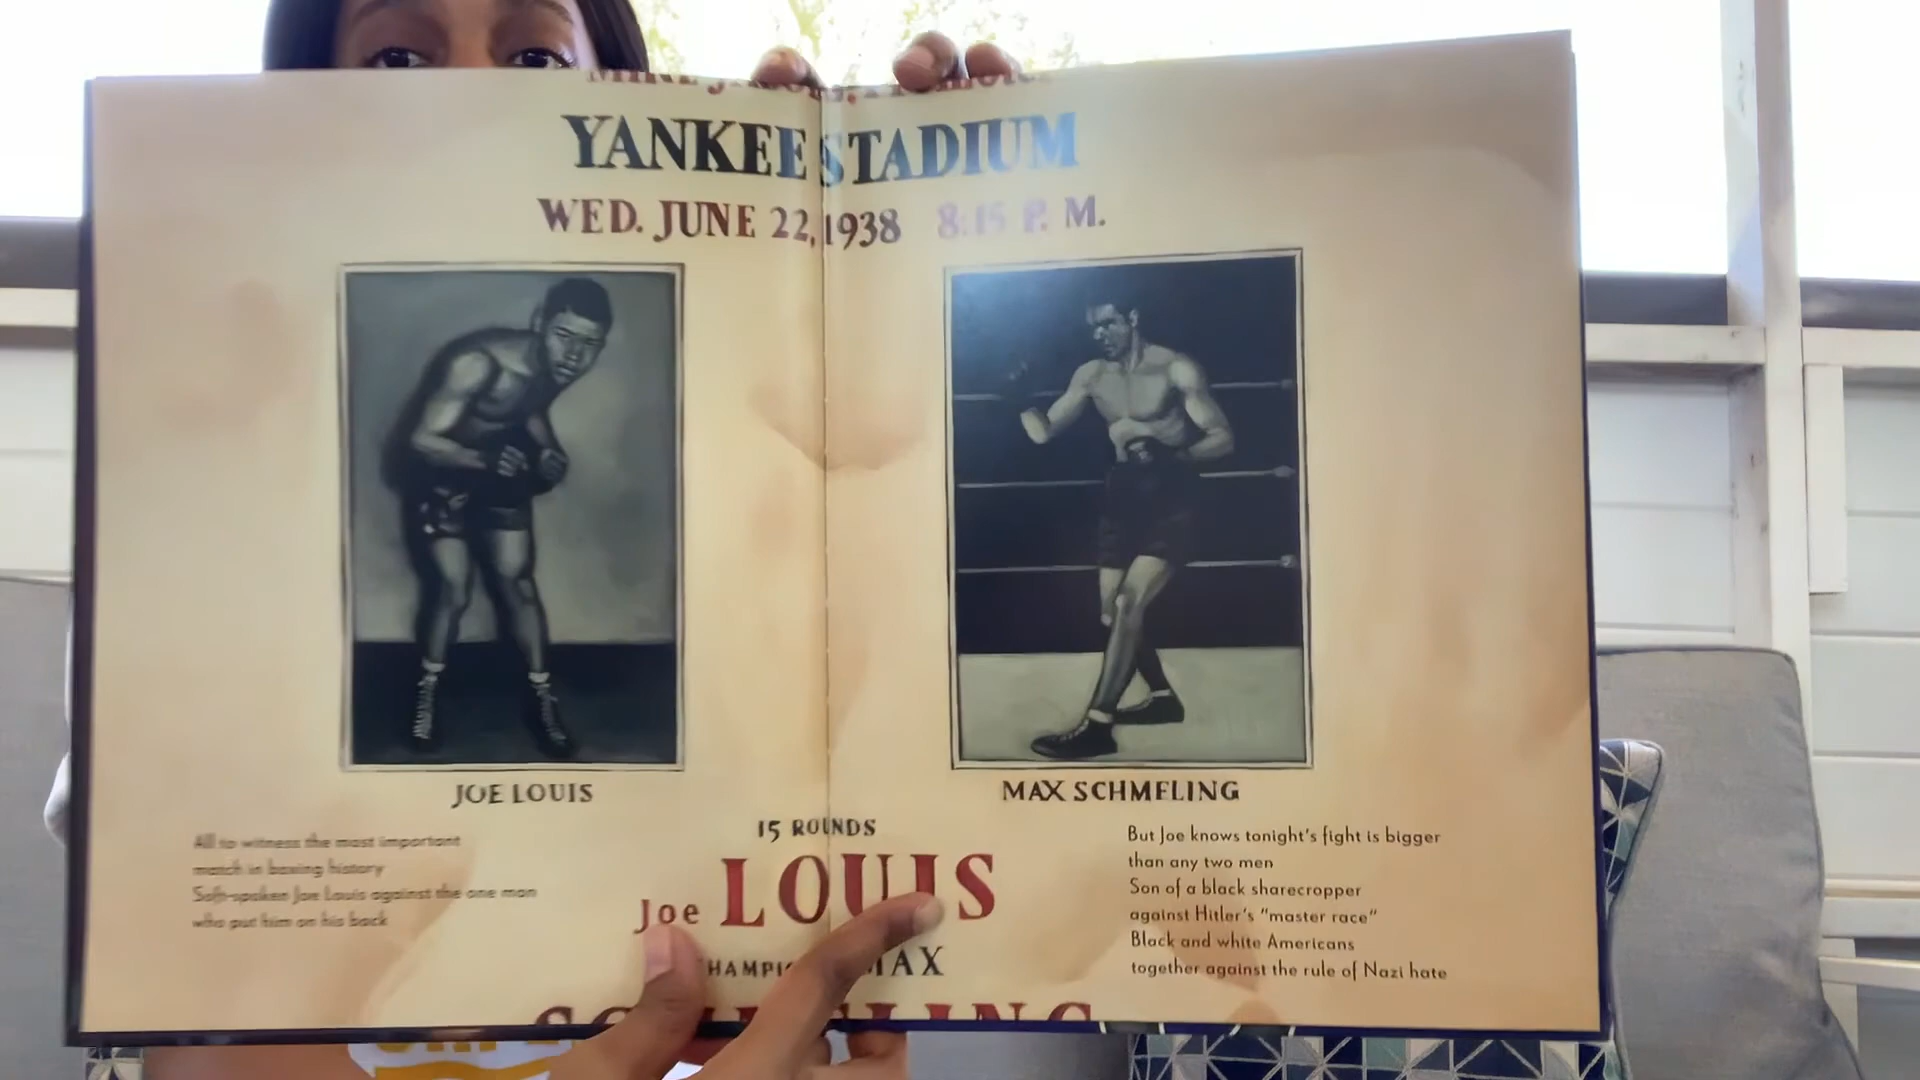 YANKEE STADIUM
WED. JUNE 22, 1938 8:15 P. M.
JOE LOUIS
MAX SCHMELING
15 ROUNDS
Joe LOUIS
MAX
All to witness the most important
match in boxing history
Soft-spoken Joe Louis against the one man
who put him on his back
But Joe knows tonight's fight is bigger
than any two men
Son of a black sharecropper
against Hitler's "master race"
Black and white Americans
together against the rule of Nazi hate